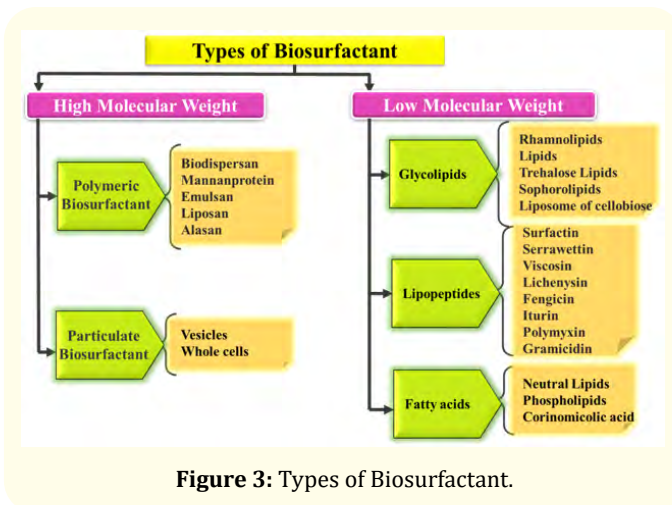 Types of Biosurfactant
High Molecular Weight
Polymeric
Biosurfactant
Biodispersan
Mannanprotein
Emulsan
Liposan
Alasan
Particulate
Biosurfactant
Vesicles
Whole cells
Low Molecular Weight
Glycolipids
Rhamnolipids
Lipids
Trehalose Lipids
Sophorolipids
Liposome of cellobiose
Lipopeptides
Surfactin
Serrawettin
Viscosin
Lichenysin
Fengicin
Iturin
Polymyxin
Gramicidin
Fatty acids
Neutral Lipids
Phospholipids
Corinomicolic acid
Figure 3: Types of Biosurfactant.